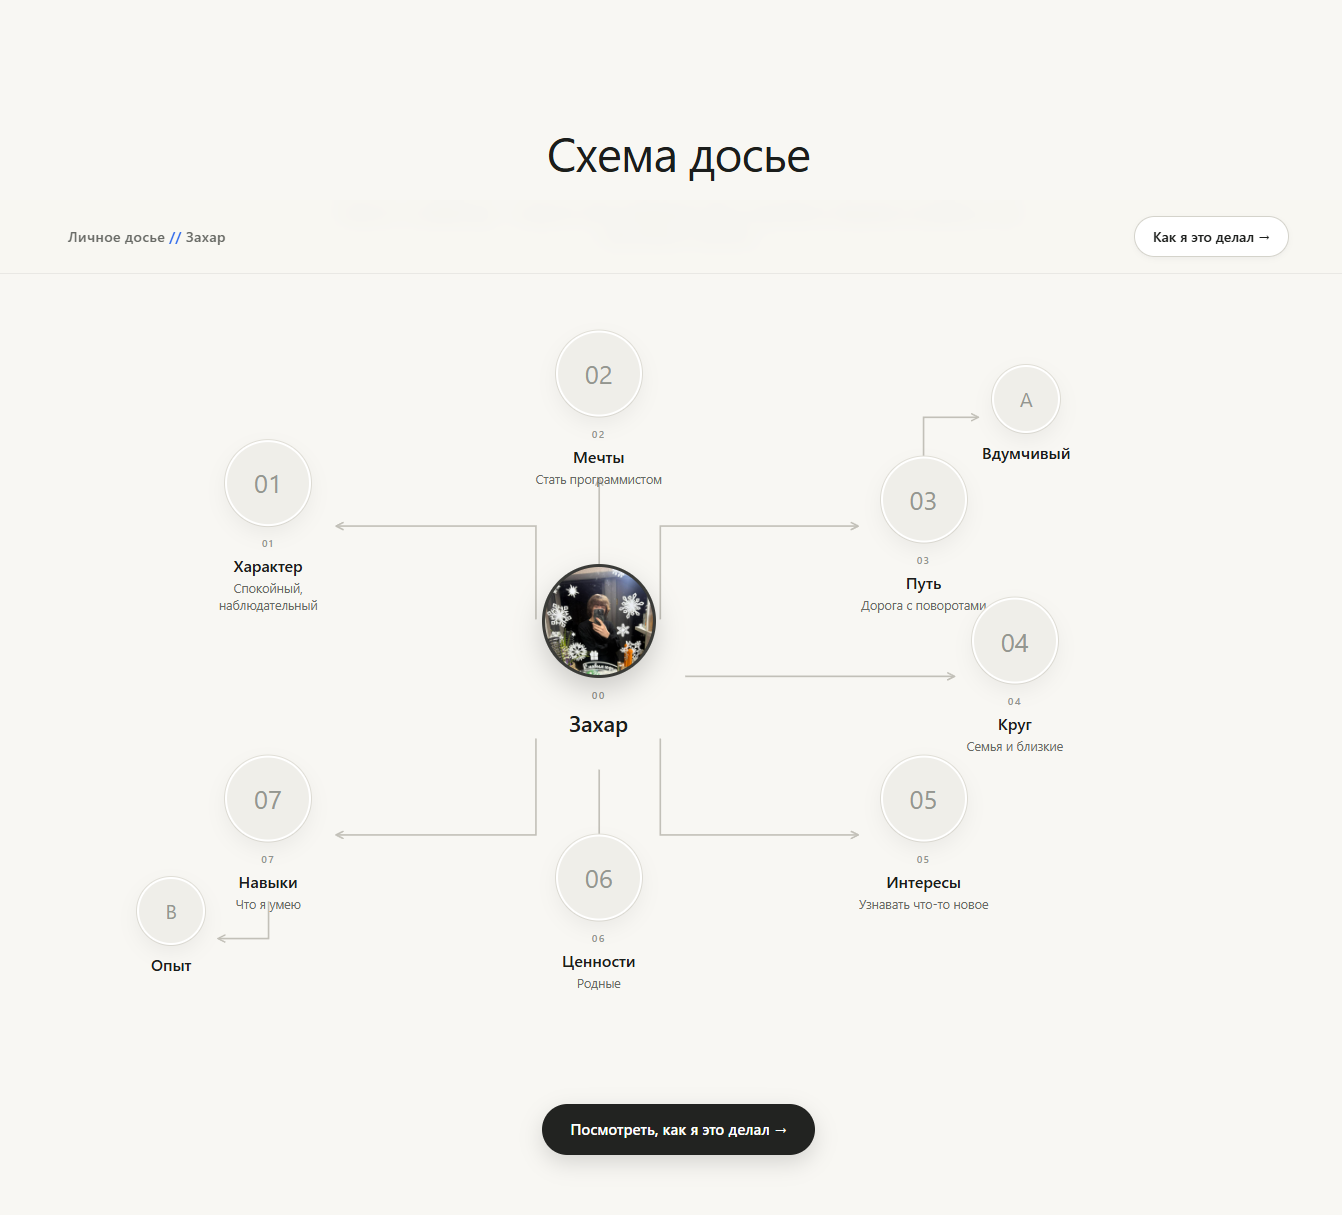 Схема досье
Личное досье // Захар
Как я это делал →
02
02
Мечты
Стать программистом
A
Вдумчивый
01
01
Характер
Спокойный,
наблюдательный
03
03
Путь
Дорога с поворотами
00
Захар
04
04
Круг
Семья и близкие
07
07
Навыки
Что я умею
05
05
Интересы
Узнавать что-то новое
B
Опыт
06
06
Ценности
Родные
Посмотреть, как я это делал →